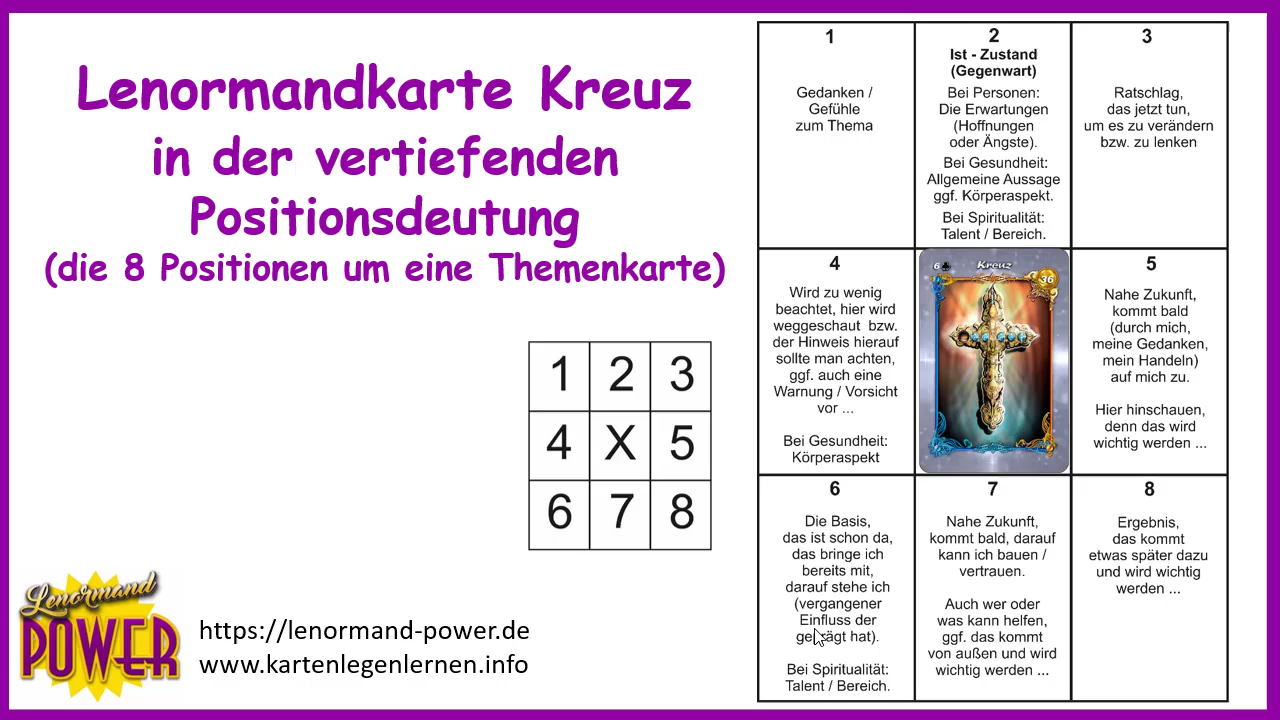 Lenormandkarte Kreuz
in der vertiefenden
Positionsdeutung
(die 8 Positionen um eine Themenkarte)
1 2 3
4 X 5
6 7 8
Lenormand
POWER
https://lenormand-power.de
www.kartenlegenlernen.info
1
Gedanken /
Gefühle
zum Thema
2
Ist - Zustand
(Gegenwart)
Bei Personen:
Die Erwartungen
(Hoffnungen
oder Ängste).
Bei Gesundheit:
Allgemeine Aussage
ggf. Körperaspekt.
Bei Spiritualität:
Talent / Bereich.
3
Ratschlag,
das jetzt tun,
um es zu verändern
bzw. zu lenken
4
Wird zu wenig
beachtet, hier wird
weggeschaut bzw.
der Hinweis hierauf
sollte man achten,
ggf. auch eine
Warnung / Vorsicht
vor ...
Bei Gesundheit:
Körperaspekt
6♣ Kreuz
36
5
Nahe Zukunft,
kommt bald
(durch mich,
meine Gedanken,
mein Handeln)
auf mich zu.
Hier hinschauen,
denn das wird
wichtig werden ...
6
Die Basis,
das ist schon da,
das bringe ich
bereits mit,
darauf stehe ich
(vergangener
Einfluss der
geprägt hat).
Bei Spiritualität:
Talent / Bereich.
7
Nahe Zukunft,
kommt bald, darauf
kann ich bauen /
vertrauen.
Auch wer oder
was kann helfen,
ggf. das kommt
von außen und wird
wichtig werden ...
8
Ergebnis,
das kommt
etwas später dazu
und wird wichtig
werden ...